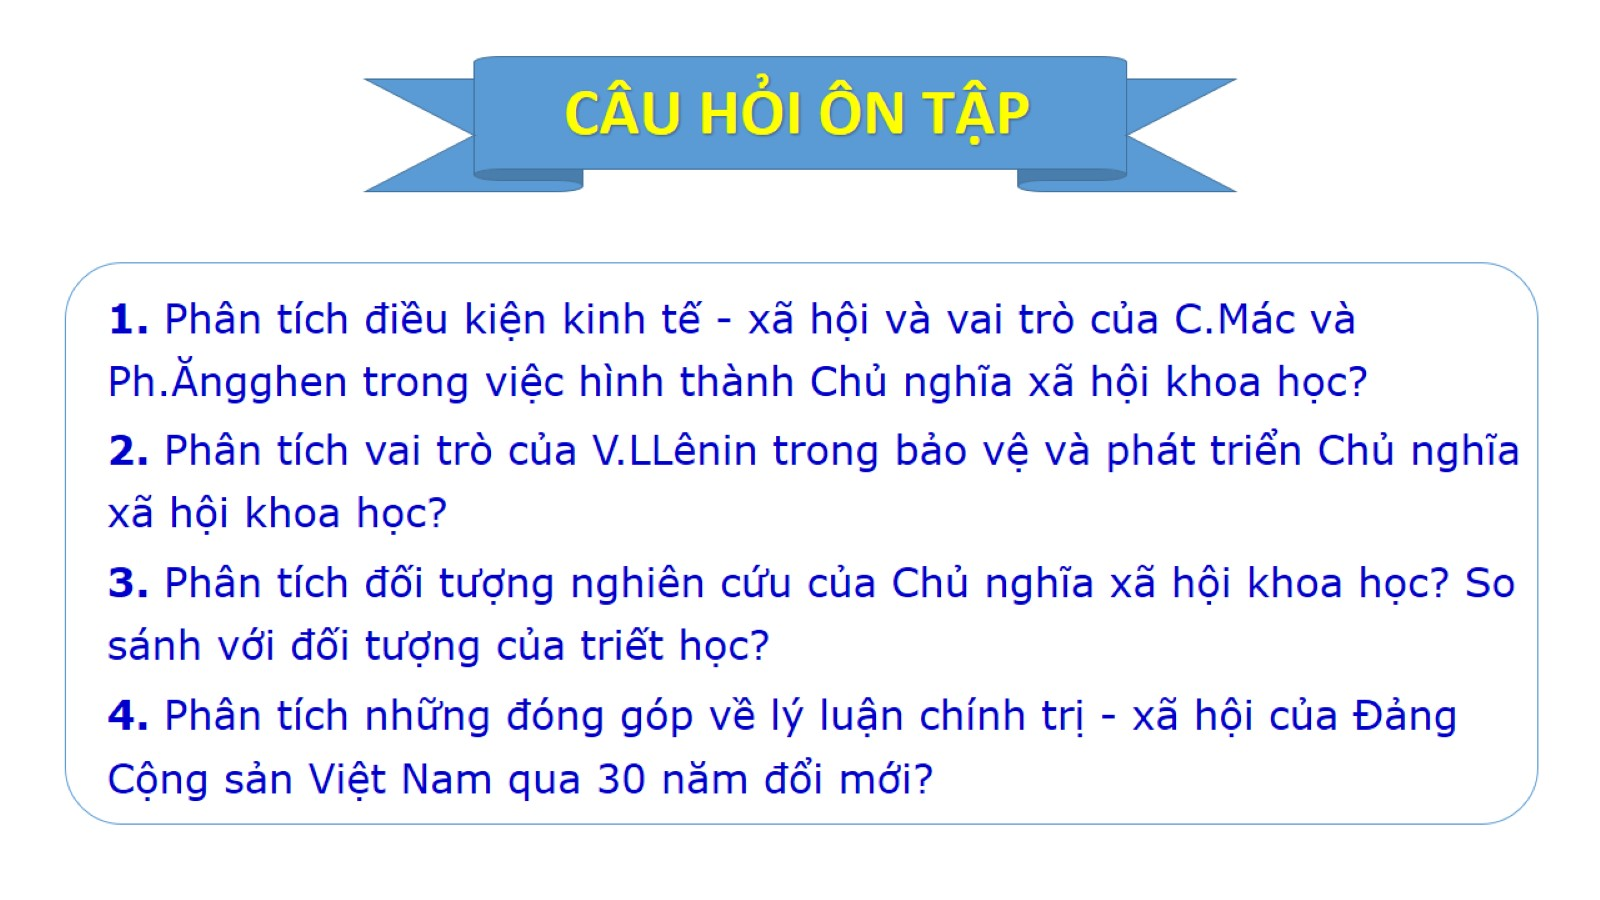 CÂU HỎI ÔN TẬP
1. Phân tích điều kiện kinh tế - xã hội và vai trò của C.Mác và
Ph.Ăngghen trong việc hình thành Chủ nghĩa xã hội khoa học?
2. Phân tích vai trò của V.LLênin trong bảo vệ và phát triển Chủ nghĩa
xã hội khoa học?
3. Phân tích đối tượng nghiên cứu của Chủ nghĩa xã hội khoa học? So
sánh với đối tượng của triết học?
4. Phân tích những đóng góp về lý luận chính trị - xã hội của Đảng
Cộng sản Việt Nam qua 30 năm đổi mới?